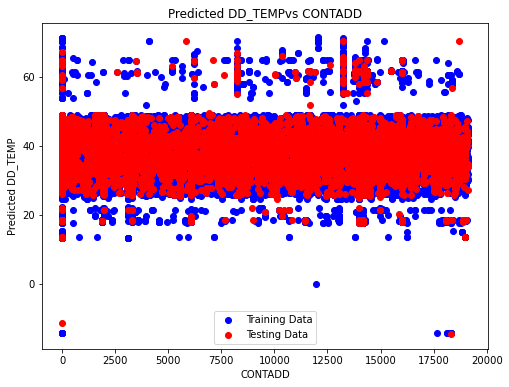 Predicted DD_TEMPvs CONTADD
Predicted DD_TEMP
60
40
20
0
Training Data
Testing Data
0
2500
5000
7500
10000
12500
15000
17500
20000
CONTADD